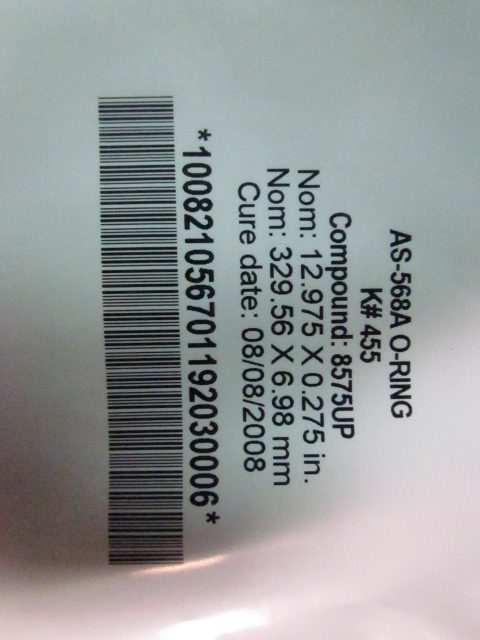 AS-568A O-RING
K# 455
Compound: 8575UP
Nom: 12.975 X 0.275 in.
Nom: 329.56 X 6.98 mm
Cure date: 08/08/2008
*100821056701192030006*